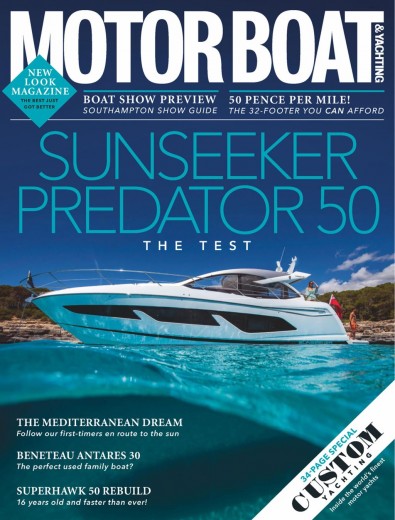 MOTOR BOAT
& YACHTING
NEW
LOOK
MAGAZINE
THE BEST JUST
GOT BETTER
BOAT SHOW PREVIEW
SOUTHAMPTON SHOW GUIDE
50 PENCE PER MILE!
THE 32-FOOTER YOU CAN AFFORD
SUNSEEKER
PREDATOR 50
THE TEST
THE MEDITERRANEAN DREAM
Follow our first-timers en route to the sun
BENETEAU ANTARES 30
The perfect used family boat?
SUPERHAWK 50 REBUILD
16 years old and faster than ever!
34-PAGE SPECIAL
CUSTOM
YACHTING
Inside the world's finest
motor yachts